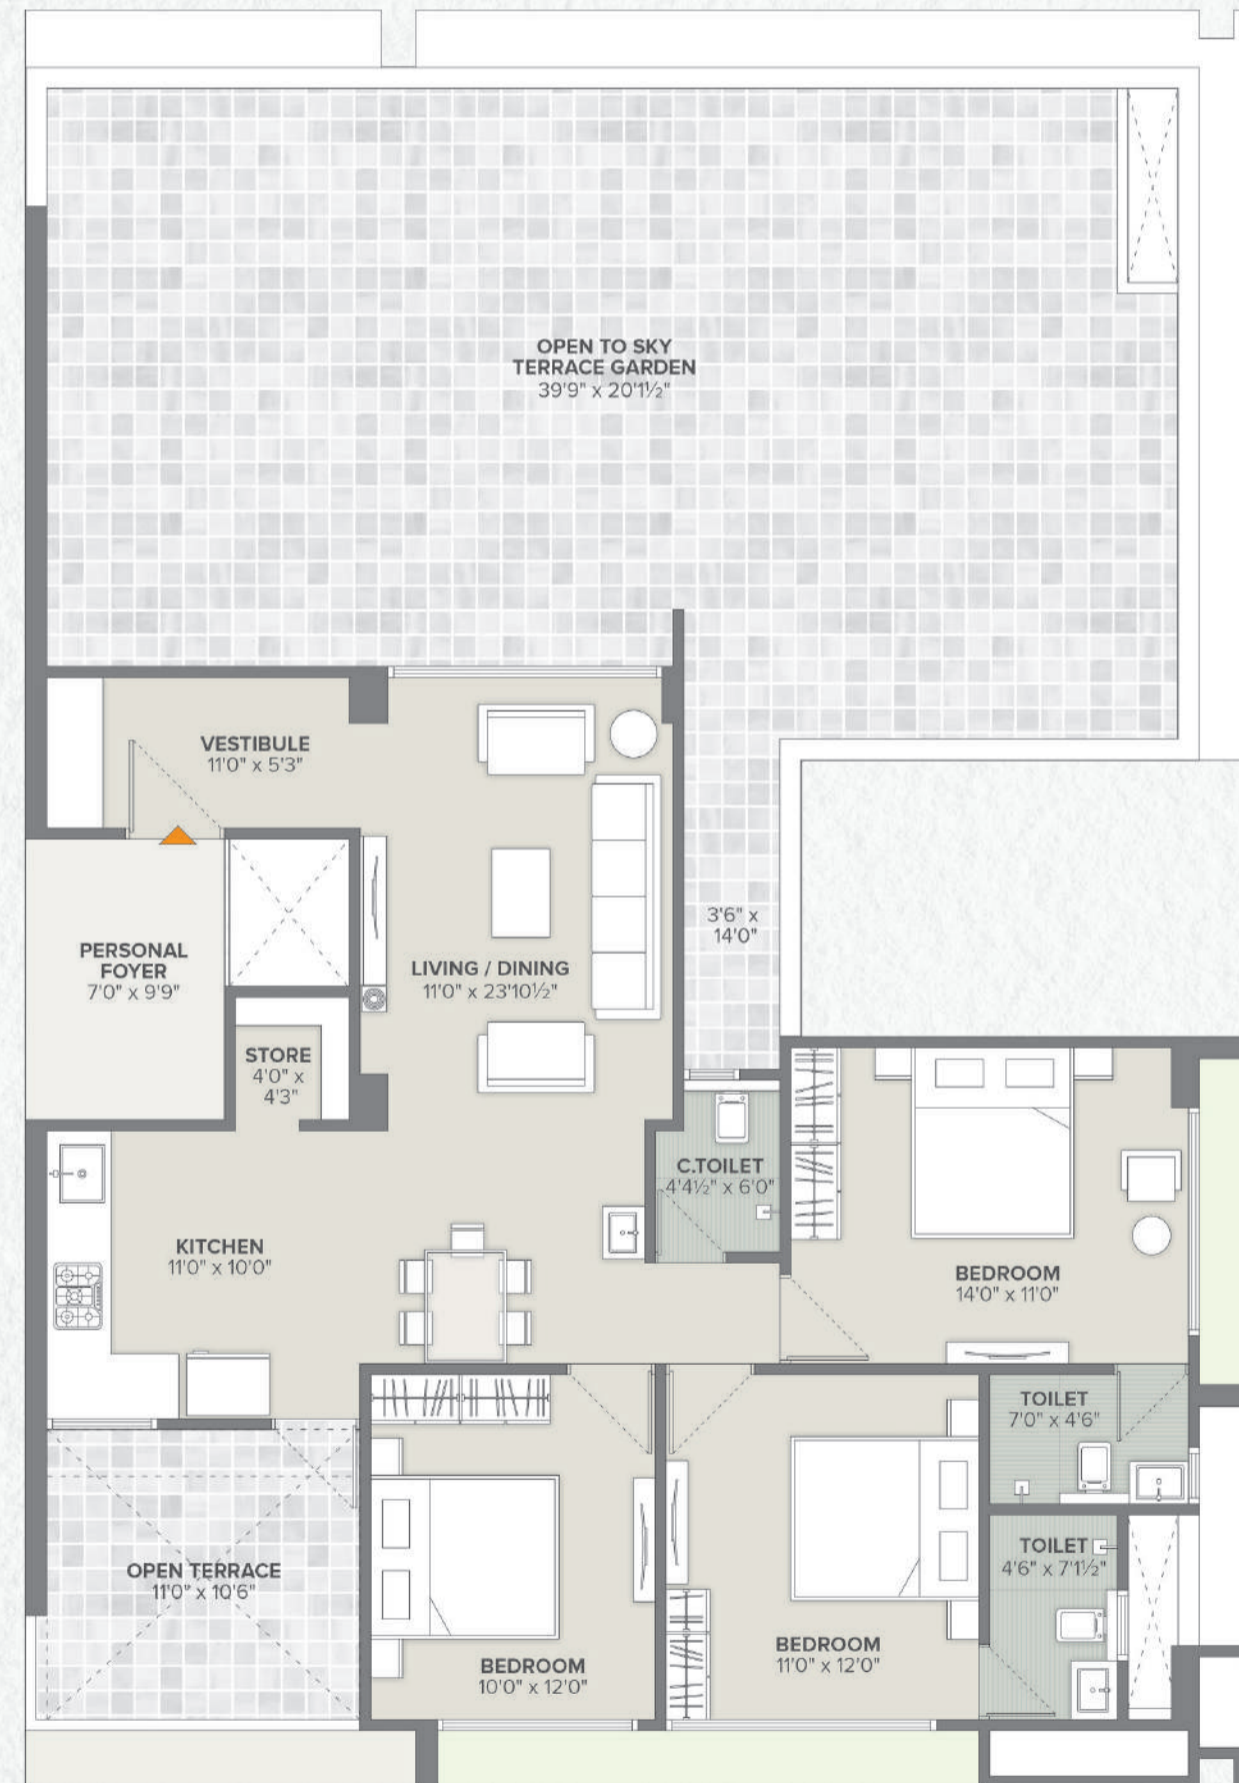 OPEN TO SKY
TERRACE GARDEN
39'9" x 20'1½"
VESTIBULE
11'0" x 5'3"
3'6" x
14'0"
PERSONAL
FOYER
7'0" x 9'9"
LIVING / DINING
11'0" x 23'10½"
STORE
4'0" x
4'3"
C.TOILET
4'4½" x 6'0"
KITCHEN
11'0" x 10'0"
BEDROOM
14'0" x 11'0"
TOILET
7'0" x 4'6"
OPEN TERRACE
11'0" x 10'6"
TOILET
4'6" x 7'1½"
BEDROOM
10'0" x 12'0"
BEDROOM
11'0" x 12'0"